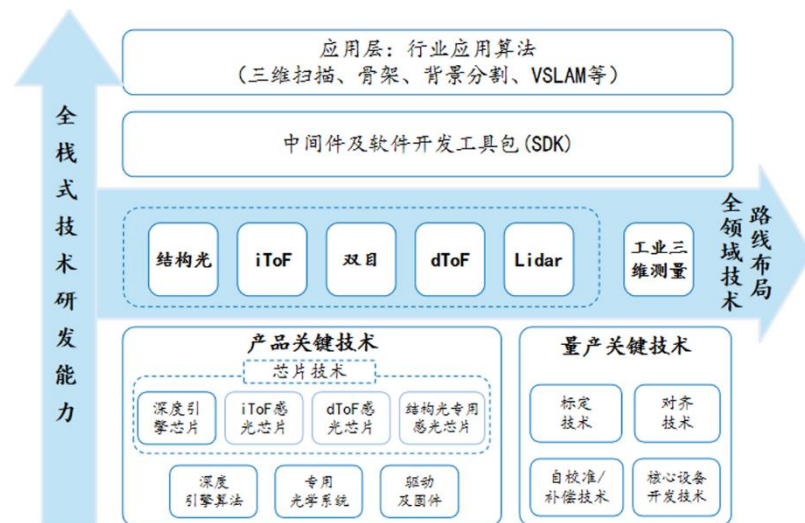 应用层：行业应用算法
（三维扫描、骨架、背景分割、VSLAM等）
中间件及软件开发工具包(SDK)
全栈式技术研发能力
结构光
iToF
双目
dToF
Lidar
工业三
维测量
全领域技术
路线布局
产品关键技术
芯片技术
深度引
擎芯片
iToF感
光芯片
dToF感
光芯片
结构光专用
感光芯片
深度
引擎算法
专用
光学系统
驱动
及固件
量产关键技术
标定
技术
对齐
技术
自校准/
补偿技术
核心设备
开发技术